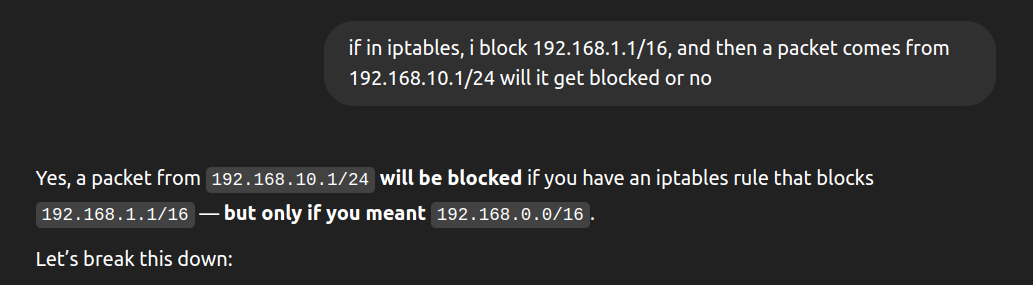 if in iptables, i block 192.168.1.1/16, and then a packet comes from
192.168.10.1/24 will it get blocked or no
Yes, a packet from 192.168.10.1/24 will be blocked if you have an iptables rule that blocks
192.168.1.1/16 — but only if you meant 192.168.0.0/16.
Let’s break this down: